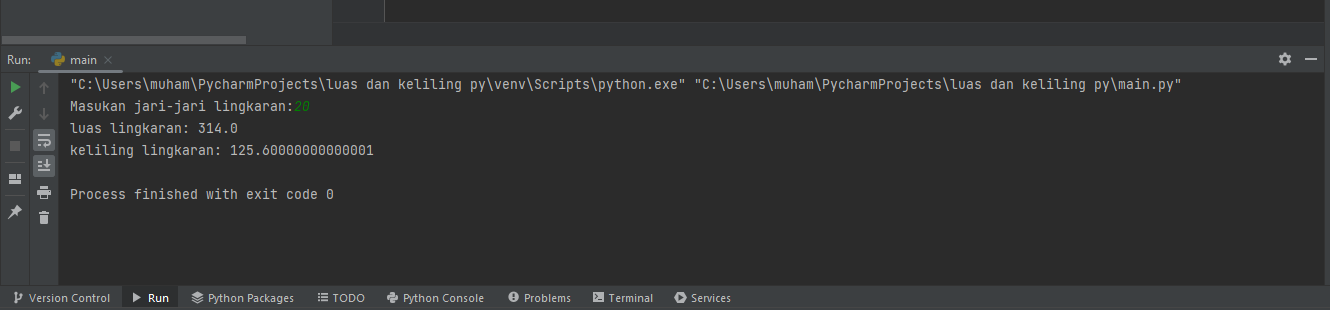 Run: main
"C:\Users\muham\PycharmProjects\luas dan keliling py\venv\Scripts\python.exe" "C:\Users\muham\PycharmProjects\luas dan keliling py\main.py"
Masukan jari-jari lingkaran:20
luas lingkaran: 314.0
keliling lingkaran: 125.60000000000001
Process finished with exit code 0
Version Control Run Python Packages TODO Python Console Problems Terminal Services